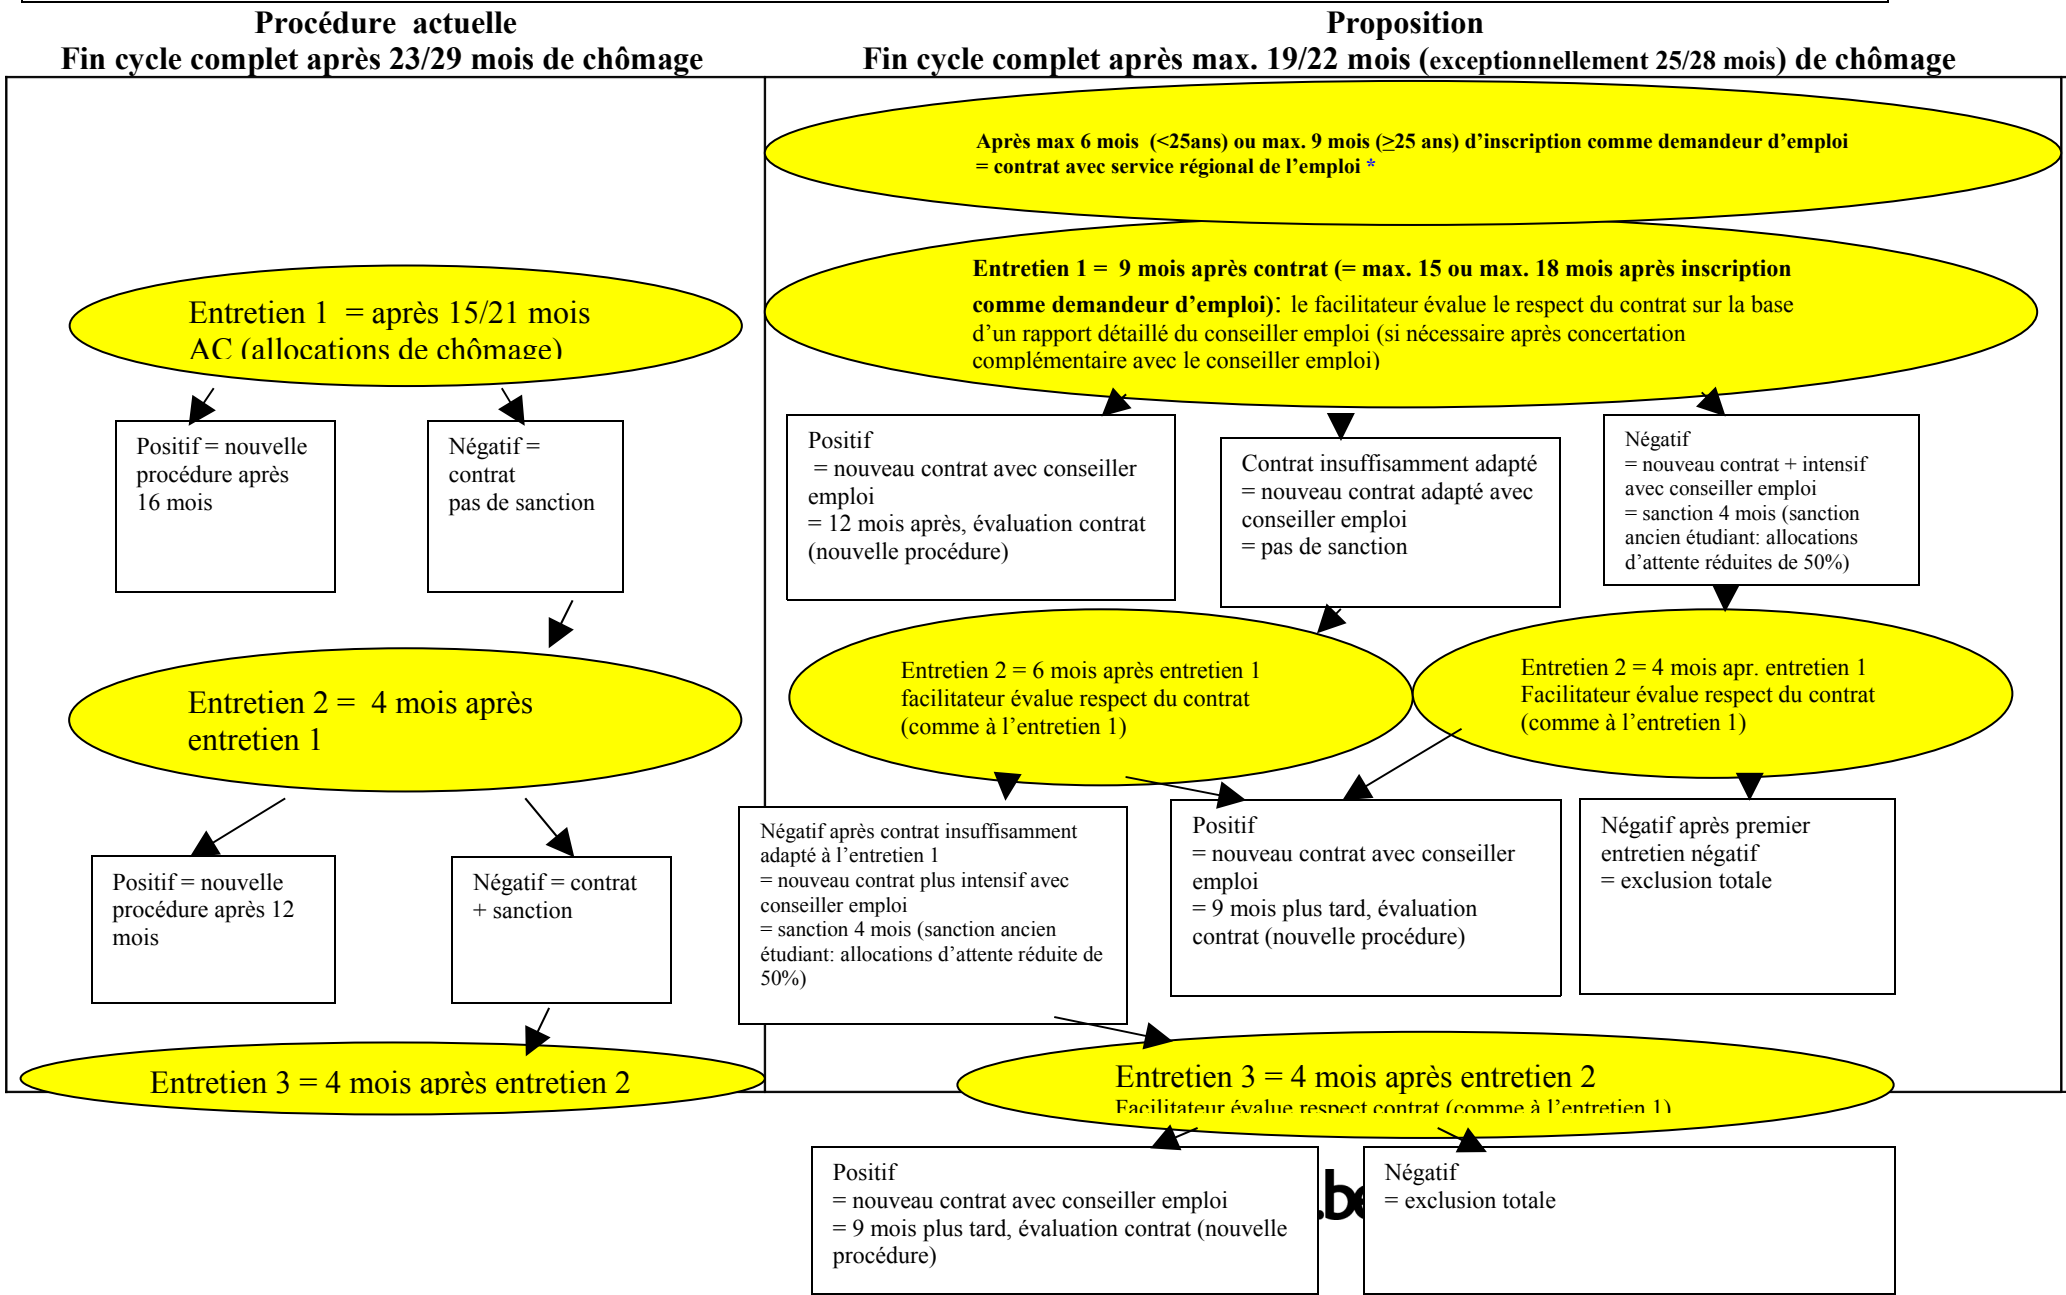 Procédure actuelle
Fin cycle complet après 23/29 mois de chômage
Proposition
Fin cycle complet après max. 19/22 mois (exceptionnellement 25/28 mois) de chômage
Entretien 1 = après 15/21 mois
AC (allocations de chômage)
Positif = nouvelle
procédure après
16 mois
Négatif =
contrat
pas de sanction
Entretien 2 = 4 mois après
entretien 1
Positif = nouvelle
procédure après 12
mois
Négatif = contrat
+ sanction
Entretien 3 = 4 mois après entretien 2
Après max 6 mois (<25ans) ou max. 9 mois (≥25 ans) d’inscription comme demandeur d’emploi
= contrat avec service régional de l’emploi *
Entretien 1 = 9 mois après contrat (= max. 15 ou max. 18 mois après inscription
comme demandeur d’emploi): le facilitateur évalue le respect du contrat sur la base
d’un rapport détaillé du conseiller emploi (si nécessaire après concertation
complémentaire avec le conseiller emploi)
Positif
= nouveau contrat avec conseiller
emploi
= 12 mois après, évaluation contrat
(nouvelle procédure)
Contrat insuffisamment adapté
= nouveau contrat adapté avec
conseiller emploi
= pas de sanction
Négatif
= nouveau contrat + intensif
avec conseiller emploi
= sanction 4 mois (sanction
ancien étudiant: allocations
d’attente réduites de 50%)
Entretien 2 = 6 mois après entretien 1
facilitateur évalue respect du contrat
(comme à l’entretien 1)
Entretien 2 = 4 mois apr. entretien 1
Facilitateur évalue respect du contrat
(comme à l’entretien 1)
Négatif après contrat insuffisamment
adapté à l’entretien 1
= nouveau contrat plus intensif avec
conseiller emploi
= sanction 4 mois (sanction ancien
étudiant: allocations d’attente réduite de
50%)
Positif
= nouveau contrat avec conseiller
emploi
= 9 mois plus tard, évaluation
contrat (nouvelle procédure)
Négatif après premier
entretien négatif
= exclusion totale
Entretien 3 = 4 mois après entretien 2
Facilitateur évalue respect contrat (comme à l’entretien 1)
Positif
= nouveau contrat avec conseiller emploi
= 9 mois plus tard, évaluation contrat (nouvelle
procédure)
.be
Négatif
= exclusion totale